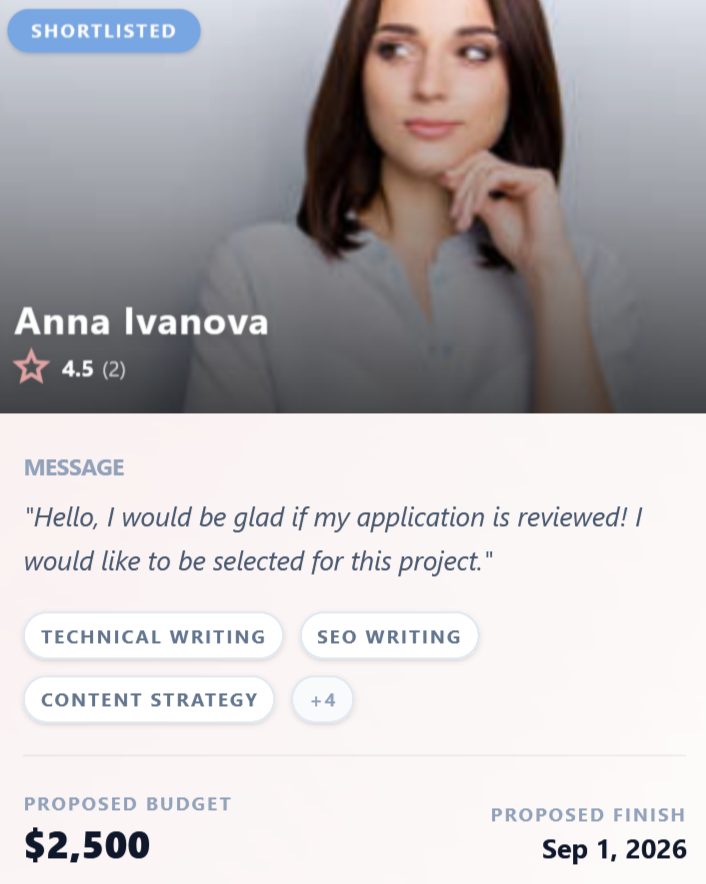 SHORTLISTED
Anna Ivanova
4.5 (2)
MESSAGE
"Hello, I would be glad if my application is reviewed! I
would like to be selected for this project."
TECHNICAL WRITING
SEO WRITING
CONTENT STRATEGY
+4
PROPOSED BUDGET
$2,500
PROPOSED FINISH
Sep 1, 2026